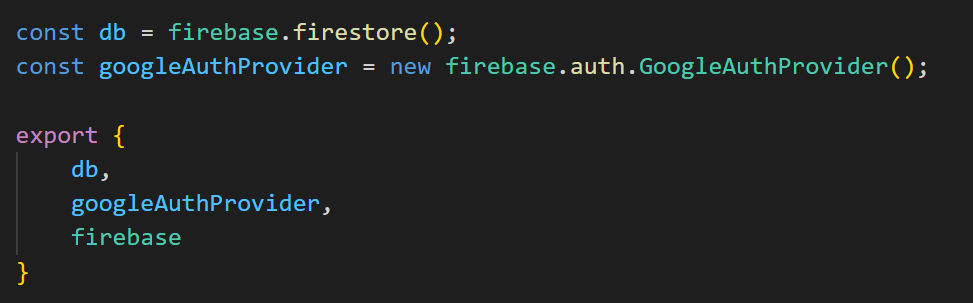 const db = firebase.firestore();
const googleAuthProvider = new firebase.auth.GoogleAuthProvider();

export {
    db,
    googleAuthProvider,
    firebase
}